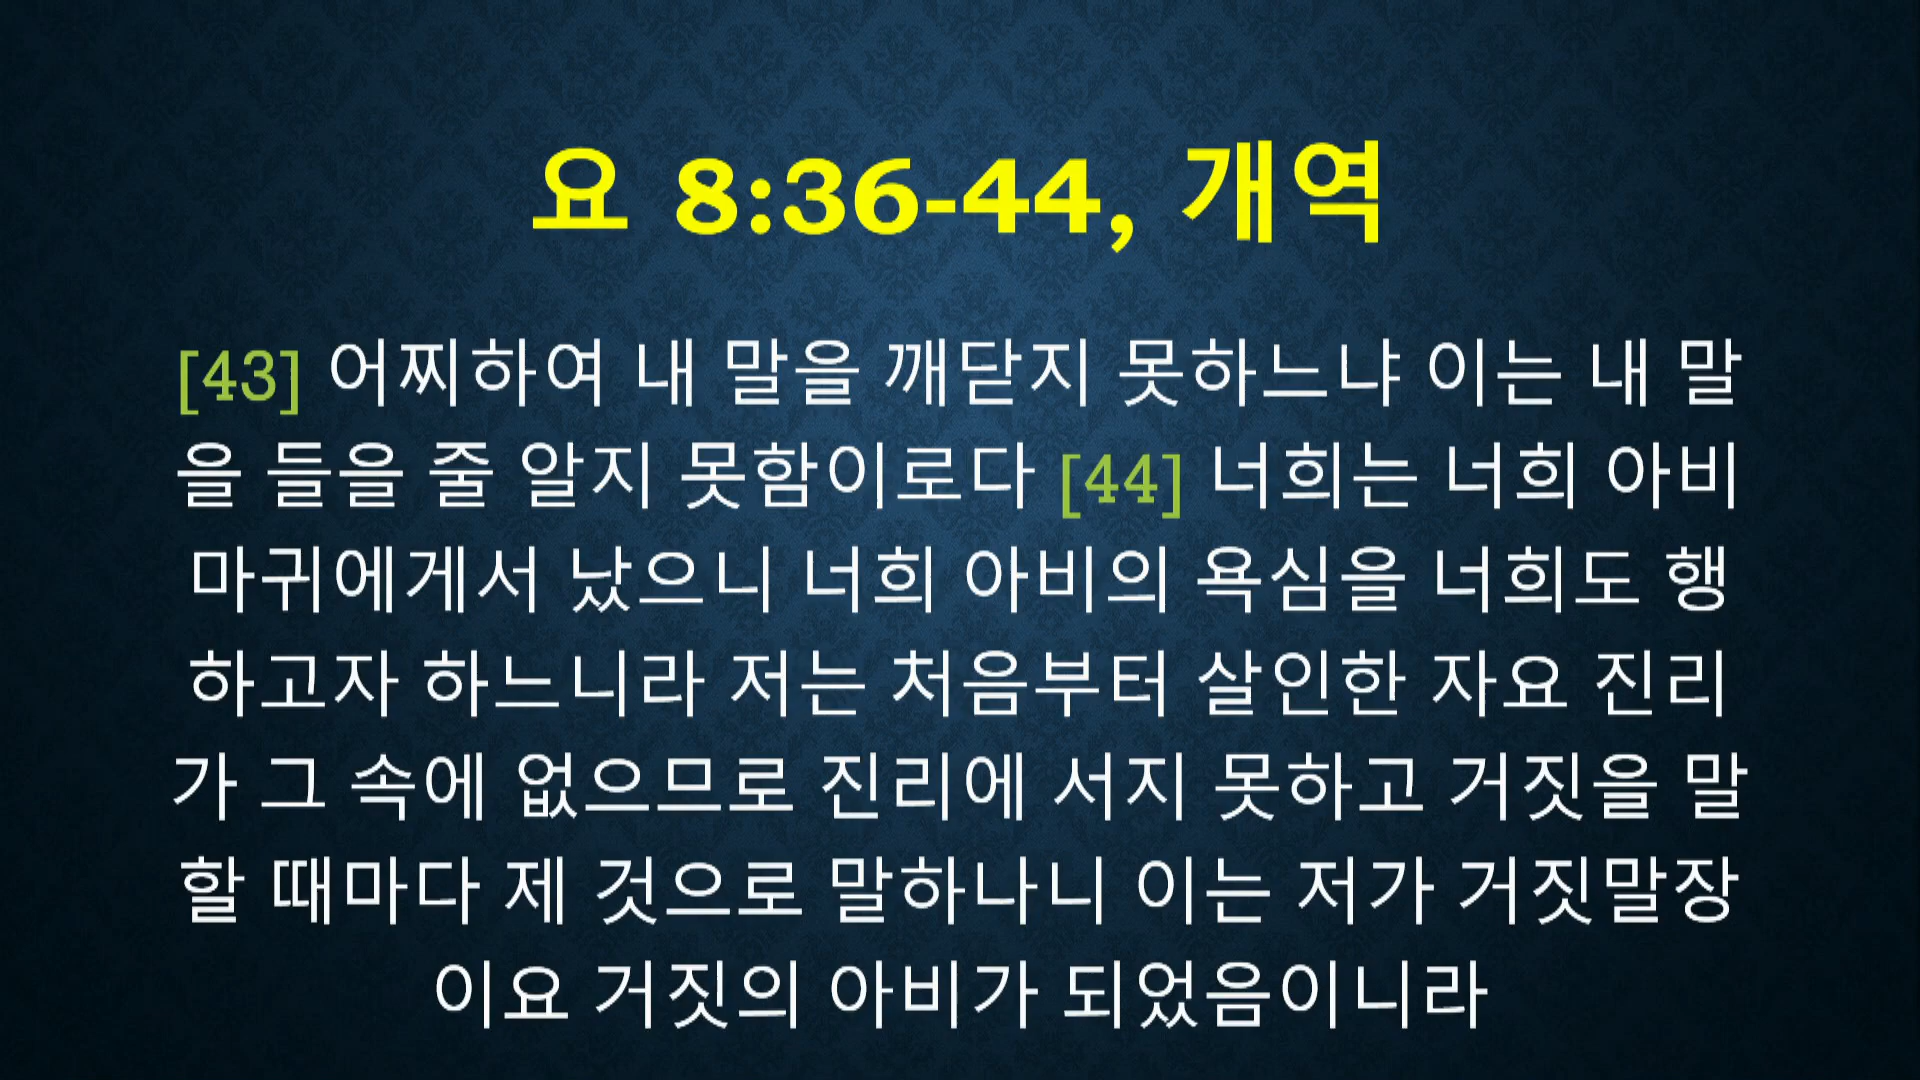 요 8:36-44, 개역
[43] 어찌하여 내 말을 깨닫지 못하느냐 이는 내 말
을 들을 줄 알지 못함이로다 [44] 너희는 너희 아비
마귀에게서 났으니 너희 아비의 욕심을 너희도 행
하고자 하느니라 저는 처음부터 살인한 자요 진리
가 그 속에 없으므로 진리에 서지 못하고 거짓을 말
할 때마다 제 것으로 말하나니 이는 저가 거짓말장
이요 거짓의 아비가 되었음이니라